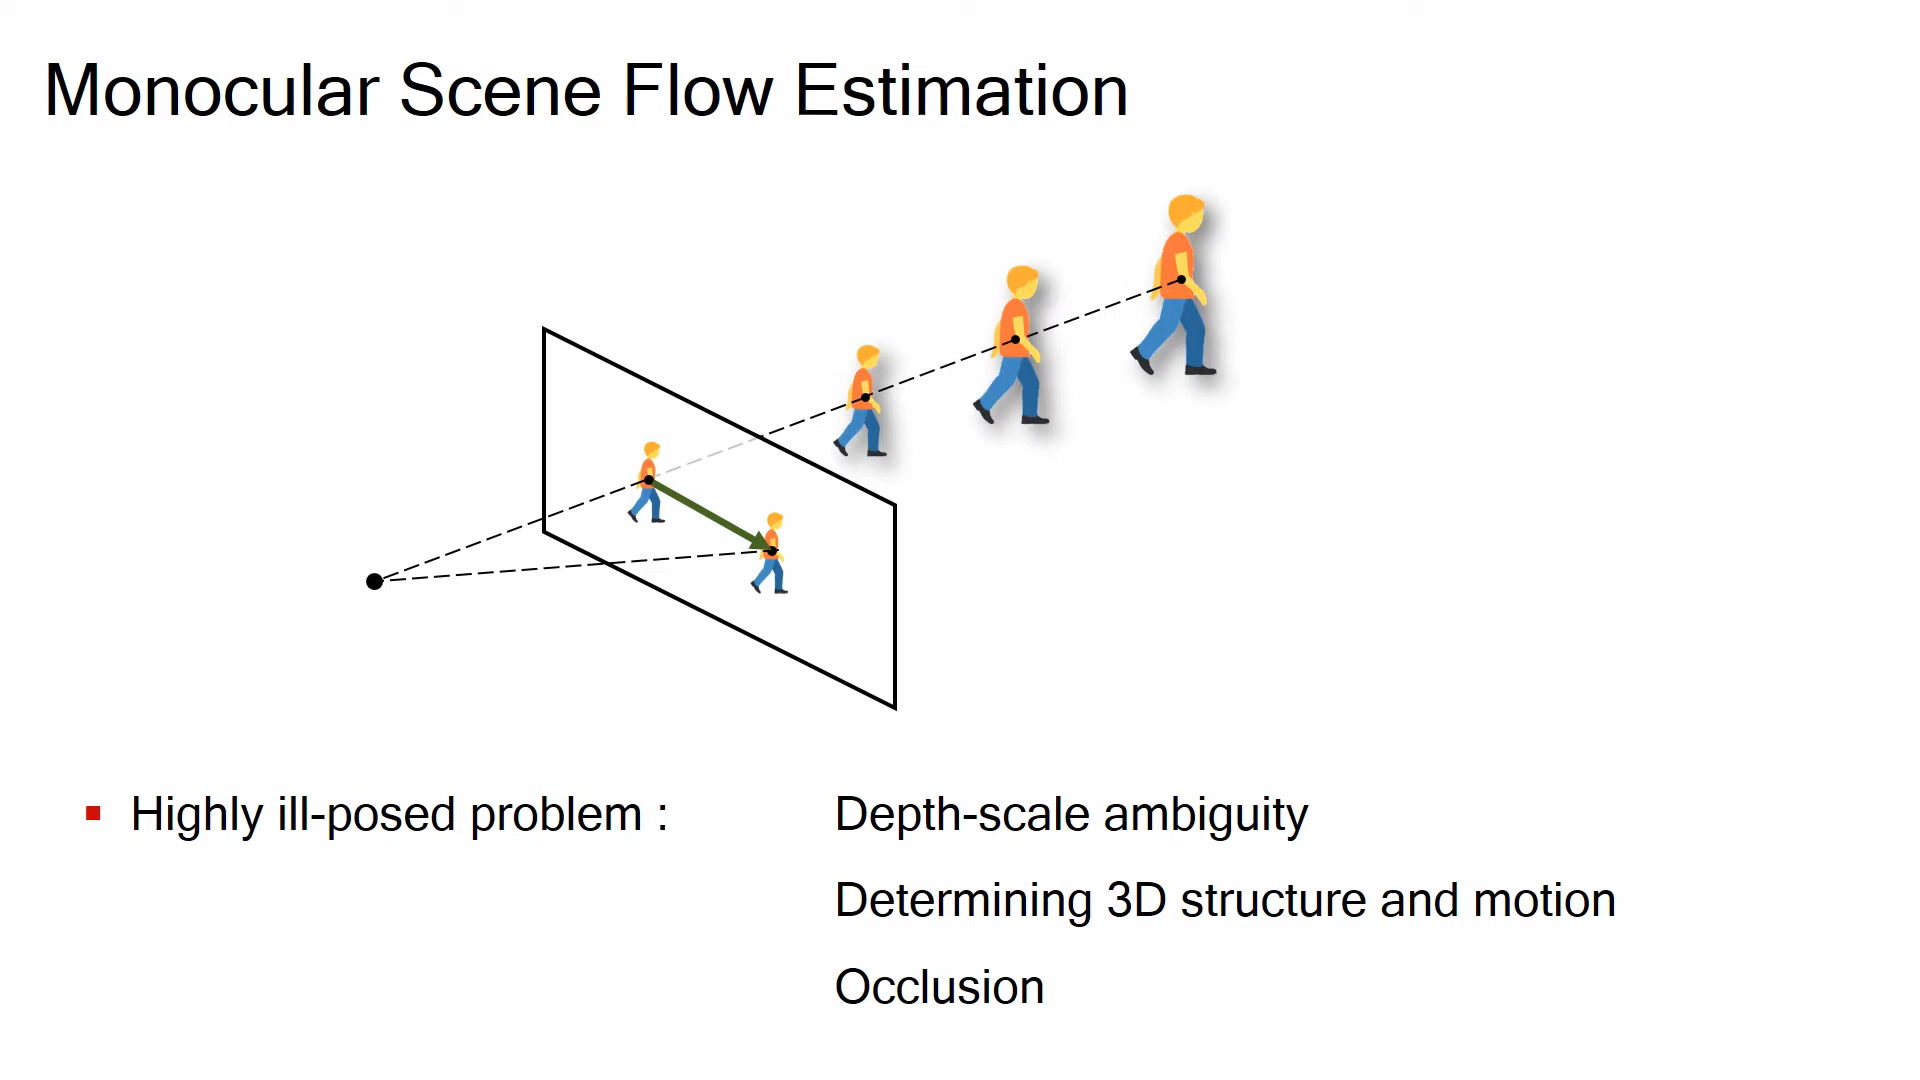 Monocular Scene Flow Estimation
Highly ill-posed problem : Depth-scale ambiguity
Determining 3D structure and motion
Occlusion